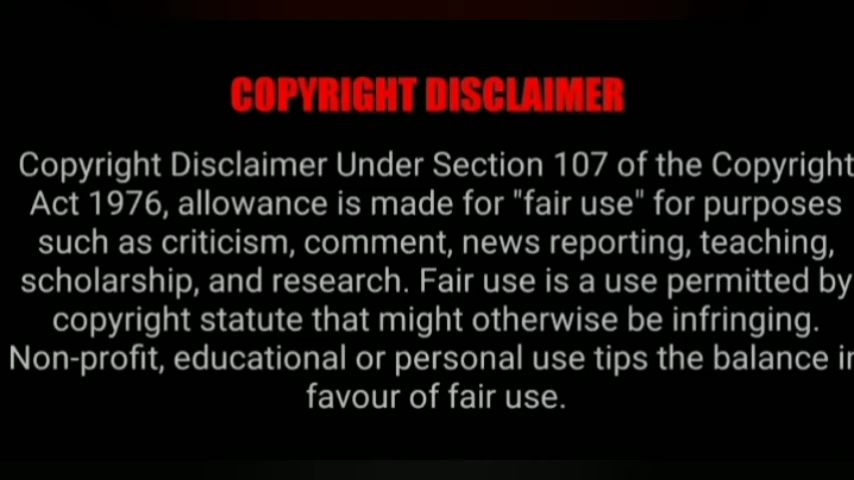 COPYRIGHT DISCLAIMER
Copyright Disclaimer Under Section 107 of the Copyright
Act 1976, allowance is made for "fair use" for purposes
such as criticism, comment, news reporting, teaching,
scholarship, and research. Fair use is a use permitted by
copyright statute that might otherwise be infringing.
Non-profit, educational or personal use tips the balance in
favour of fair use.